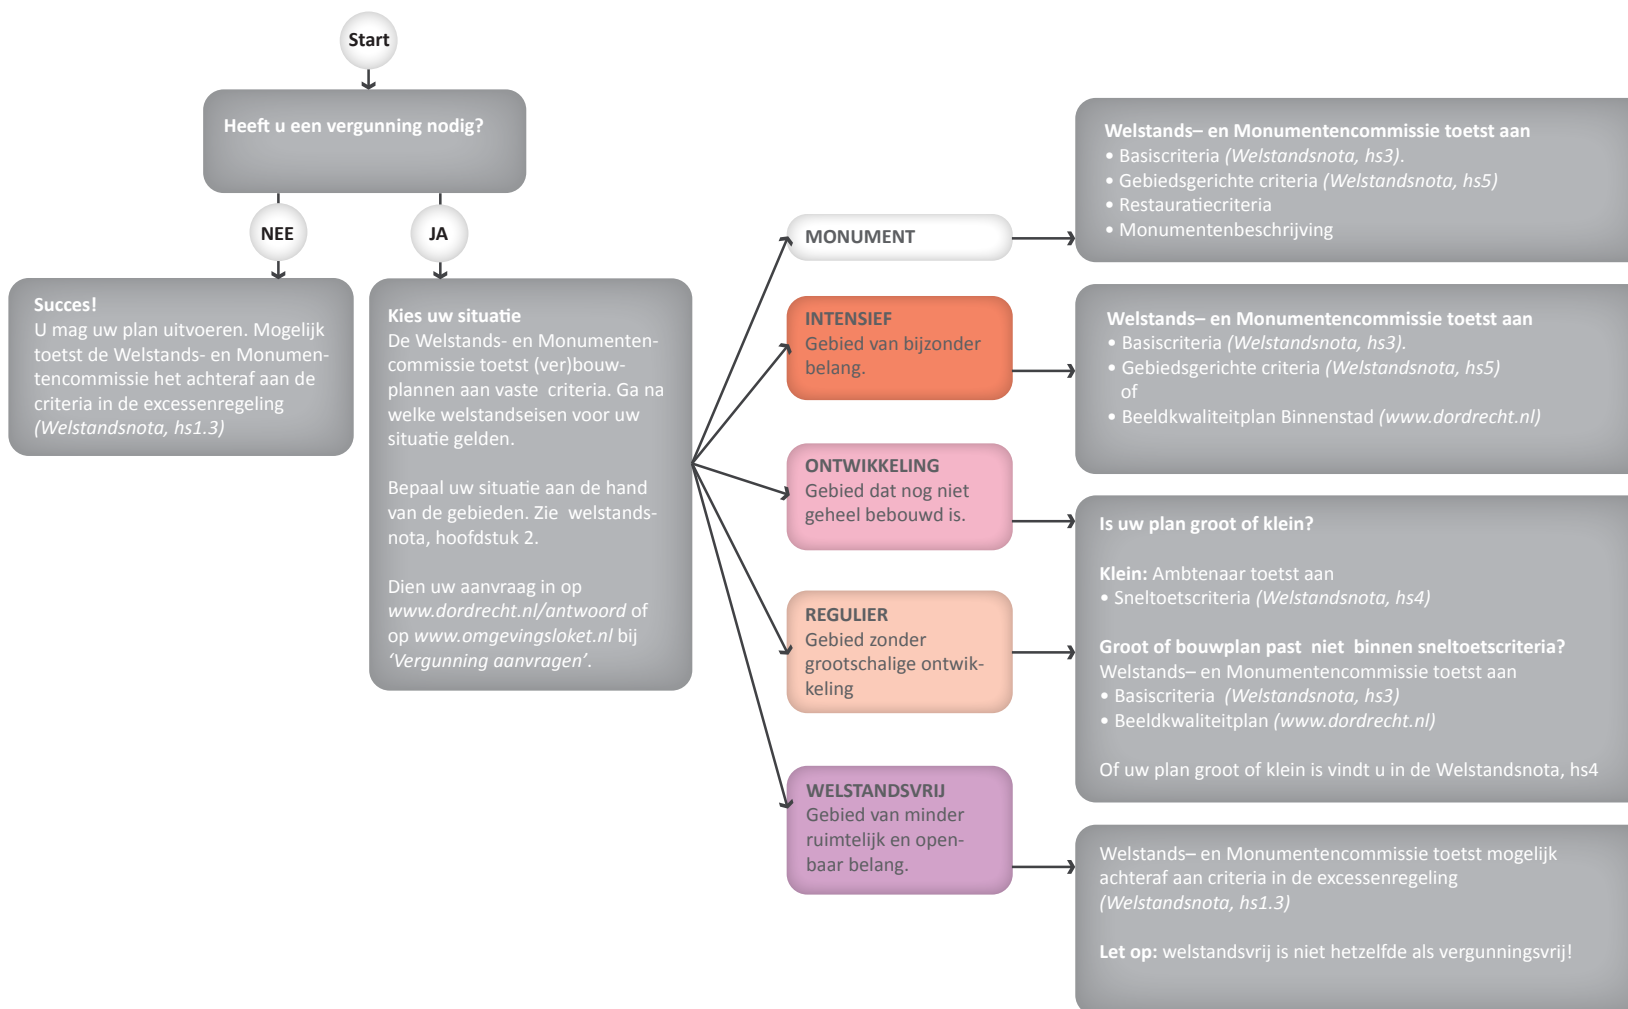 Start
Heeft u een vergunning nodig?
NEE
JA
Succes!
U mag uw plan uitvoeren. Mogelijk
toetst de Welstands- en Monumen-
tencommissie het achteraf aan de
criteria in de excessenregeling
(Welstandsnota, hs1.3)
Kies uw situatie
De Welstands- en Monumenten-
commissie toetst (ver)bouw-
plannen aan vaste criteria. Ga na
welke welstandseisen voor uw
situatie gelden.
Bepaal uw situatie aan de hand
van de gebieden. Zie welstands-
nota, hoofdstuk 2.
Dien uw aanvraag in op
www.dordrecht.nl/antwoord of
op www.omgevingsloket.nl bij
‘Vergunning aanvragen’.
MONUMENT
INTENSIEF
Gebied van bijzonder
belang.
ONTWIKKELING
Gebied dat nog niet
geheel bebouwd is.
REGULIER
Gebied zonder
grootschalige ontwik-
keling
WELSTANDSVRIJ
Gebied van minder
ruimtelijk en open-
baar belang.
Welstands– en Monumentencommissie toetst aan
• Basiscriteria (Welstandsnota, hs3).
• Gebiedsgerichte criteria (Welstandsnota, hs5)
• Restauratiecriteria
• Monumentenbeschrijving
Welstands– en Monumentencommissie toetst aan
• Basiscriteria (Welstandsnota, hs3).
• Gebiedsgerichte criteria (Welstandsnota, hs5)
of
• Beeldkwaliteitplan Binnenstad (www.dordrecht.nl)
Is uw plan groot of klein?
Klein: Ambtenaar toetst aan
• Sneltoetscriteria (Welstandsnota, hs4)
Groot of bouwplan past niet binnen sneltoetscriteria?
Welstands– en Monumentencommissie toetst aan
• Basiscriteria (Welstandsnota, hs3)
• Beeldkwaliteitplan (www.dordrecht.nl)
Of uw plan groot of klein is vindt u in de Welstandsnota, hs4
Welstands– en Monumentencommissie toetst mogelijk
achteraf aan criteria in de excessenregeling
(Welstandsnota, hs1.3)
Let op: welstandsvrij is niet hetzelfde als vergunningsvrij!